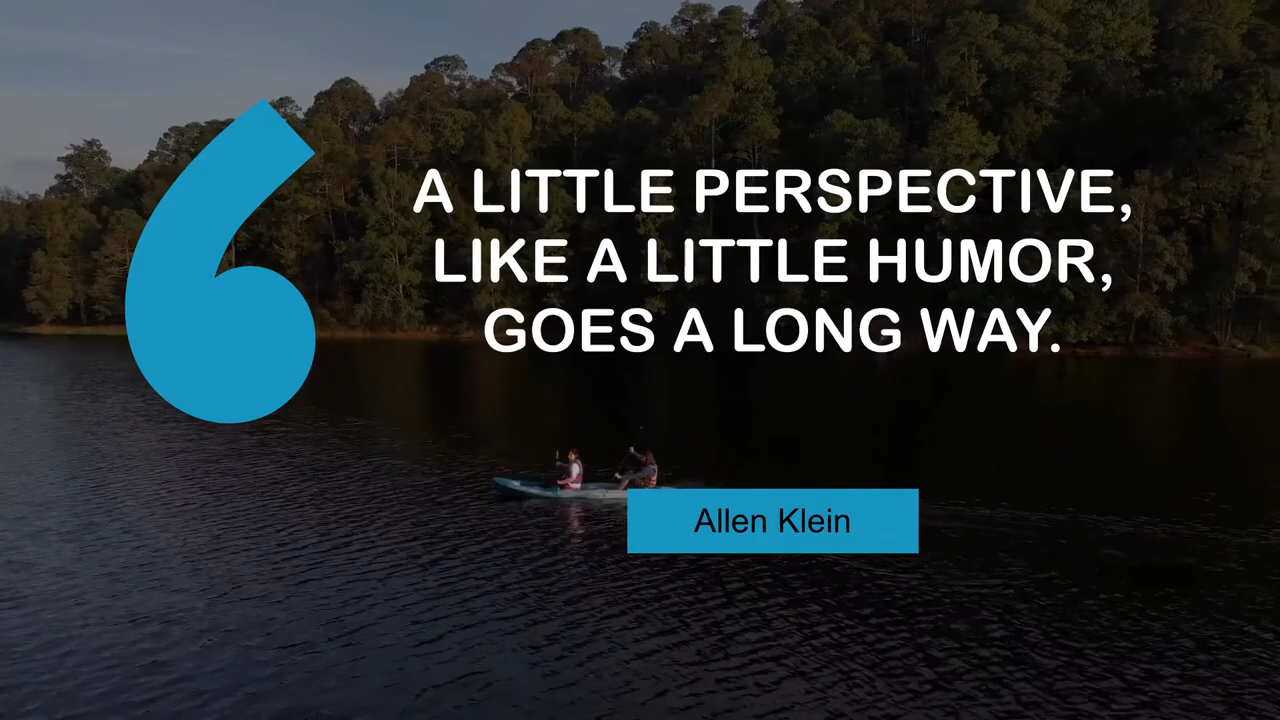 A LITTLE PERSPECTIVE,
LIKE A LITTLE HUMOR,
GOES A LONG WAY.
Allen Klein